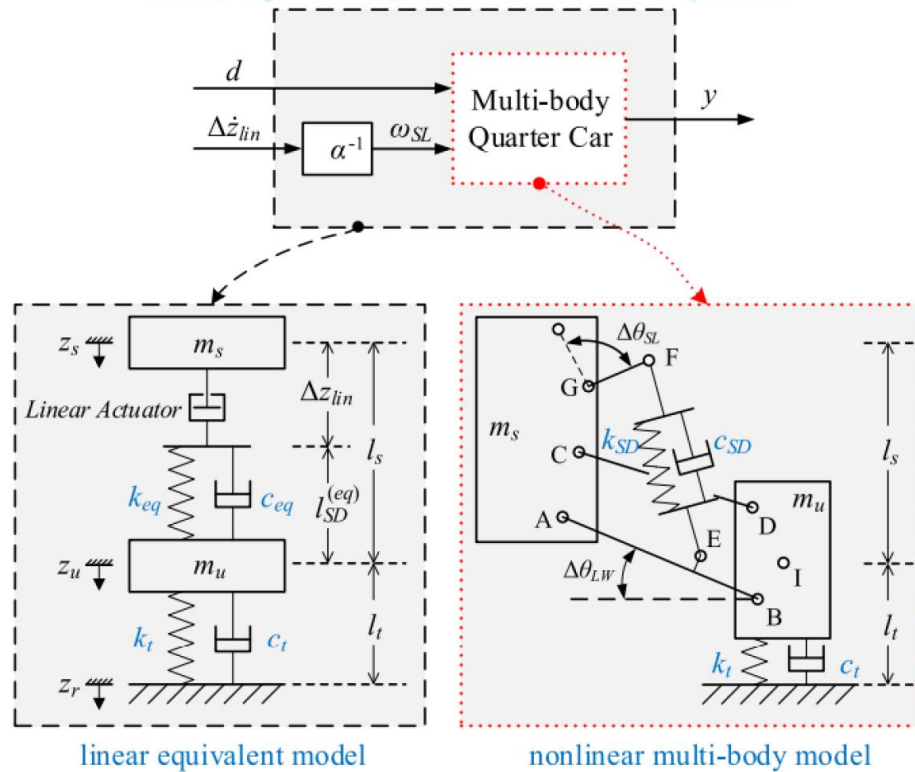 d
Δż_lin
α⁻¹
ω_SL
Multi-body
Quarter Car
y
z_s
m_s
Linear Actuator
Δz_lin
l_s
k_eq
c_eq
l_SD^(eq)
z_u
m_u
k_t
c_t
l_t
z_r
linear equivalent model
Δθ_SL
F
G
m_s
C
k_SD
c_SD
l_s
A
m_u
D
E
I
Δθ_LW
B
k_t
c_t
l_t
nonlinear multi-body model